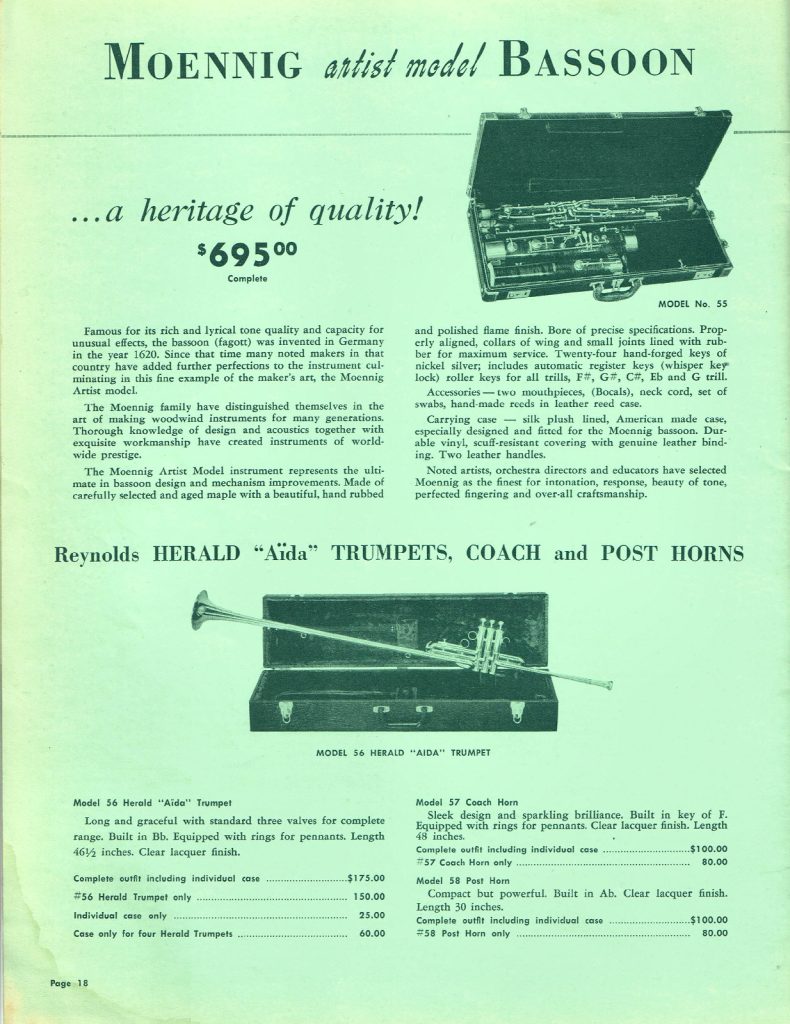 MOENNIG artist model BASSOON
...a heritage of quality!
$69500
Complete
MODEL No. 55
Famous for its rich and lyrical tone quality and capacity for
unusual effects, the bassoon (fagott) was invented in Germany
in the year 1620. Since that time many noted makers in that
country have added further perfections to the instrument cul-
minating in this fine example of the maker's art, the Moennig
Artist model.
The Moennig family have distinguished themselves in the
art of making woodwind instruments for many generations.
Thorough knowledge of design and acoustics together with
exquisite workmanship have created instruments of world-
wide prestige.
The Moennig Artist Model instrument represents the ulti-
mate in bassoon design and mechanism improvements. Made of
carefully selected and aged maple with a beautiful, hand rubbed
and polished flame finish. Bore of precise specifications. Prop-
erly aligned, collars of wing and small joints lined with rub-
ber for maximum service. Twenty-four hand-forged keys of
nickel silver; includes automatic register keys (whisper key
lock) roller keys for all trills, F#, G#, C#, Eb and G trill.
Accessories — two mouthpieces, (Bocals), neck cord, set of
swabs, hand-made reeds in leather reed case.
Carrying case — silk plush lined, American made case,
especially designed and fitted for the Moennig bassoon. Dur-
able vinyl, scuff-resistant covering with genuine leather bind-
ing. Two leather handles.
Noted artists, orchestra directors and educators have selected
Moennig as the finest for intonation, response, beauty of tone,
perfected fingering and over-all craftsmanship.
Reynolds HERALD "Aïda" TRUMPETS, COACH and POST HORNS
MODEL 56 HERALD "AIDA" TRUMPET
Model 56 Herald "Aïda" Trumpet
Long and graceful with standard three valves for complete
range. Built in Bb. Equipped with rings for pennants. Length
46½ inches. Clear lacquer finish.
Complete outfit including individual case ........................ $175.00
#56 Herald Trumpet only ............................................. 150.00
Individual case only .................................................... 25.00
Case only for four Herald Trumpets ................................ 60.00
Model 57 Coach Horn
Sleek design and sparkling brilliance. Built in key of F.
Equipped with rings for pennants. Clear lacquer finish. Length
48 inches.
Complete outfit including individual case ..........................$100.00
#57 Coach Horn only .................................................... 80.00
Model 58 Post Horn
Compact but powerful. Built in Ab. Clear lacquer finish.
Length 30 inches.
Complete outfit including individual case ..........................$100.00
#58 Post Horn only ...................................................... 80.00
Page 18